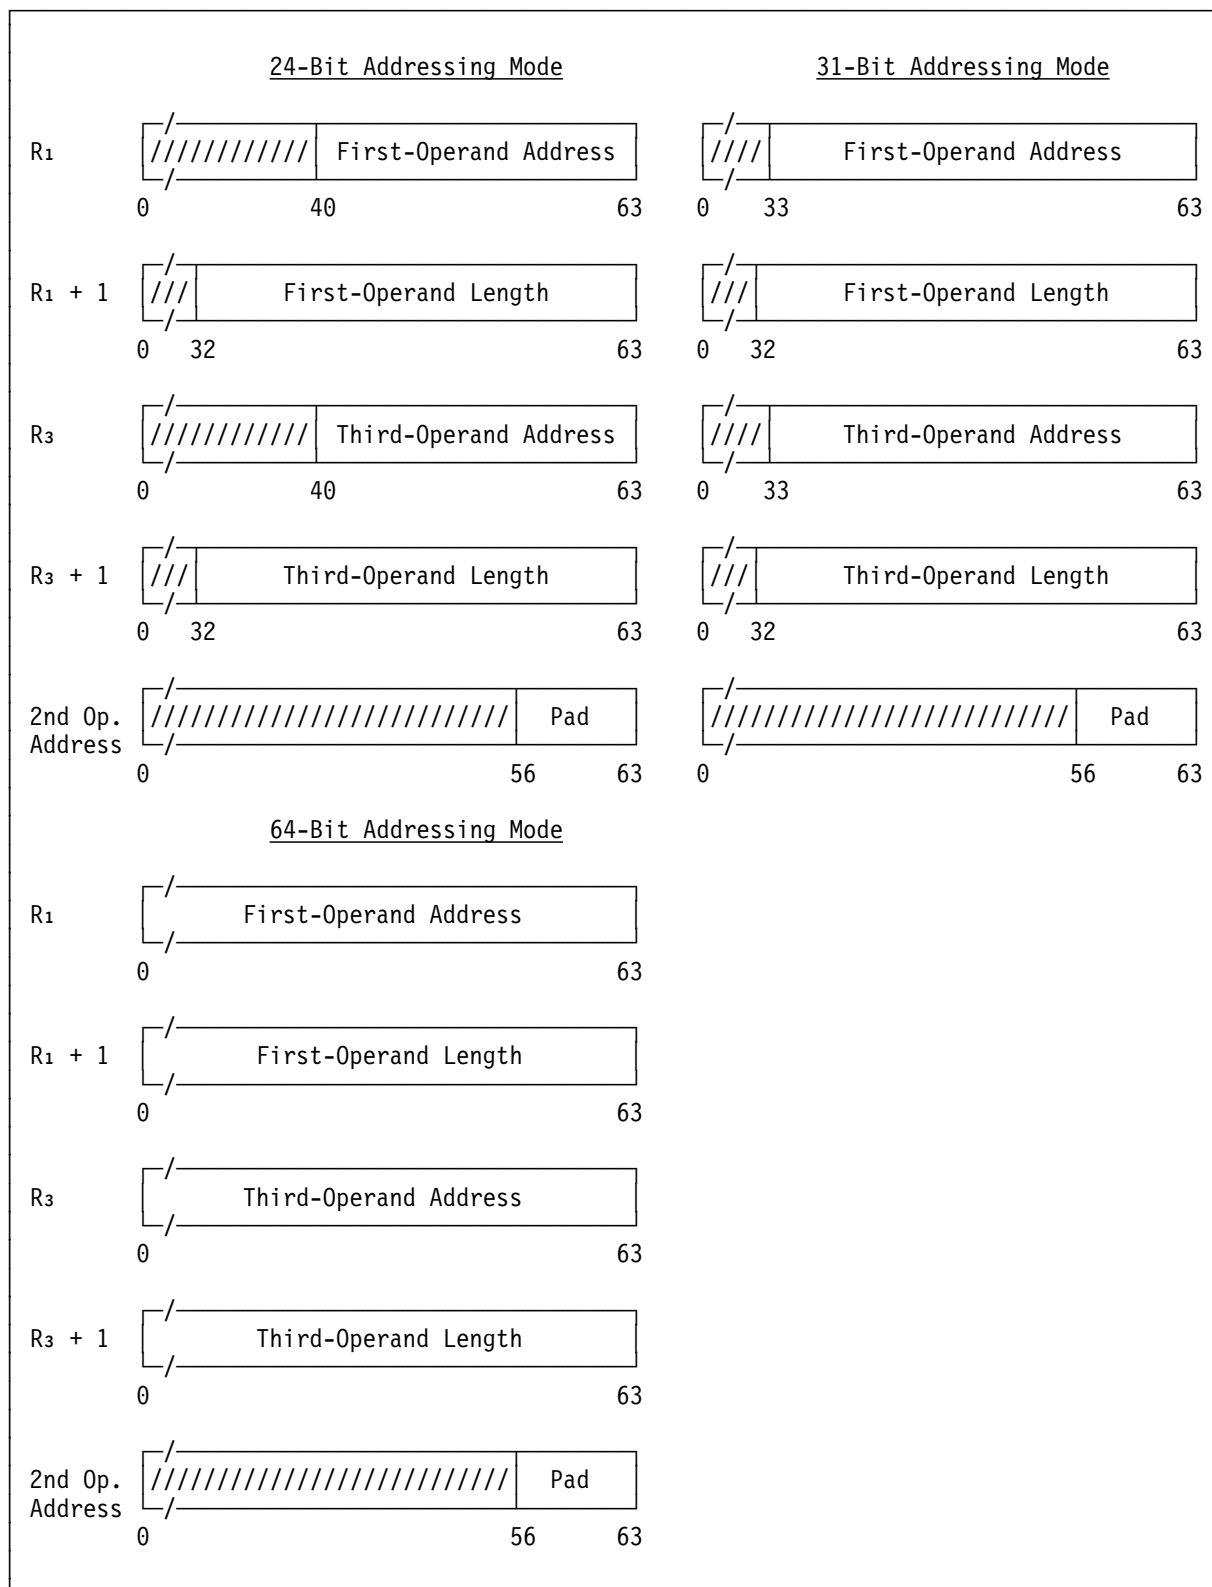 24-Bit Addressing Mode 31-Bit Addressing Mode
R₁ //////////// First-Operand Address //// First-Operand Address
0 40 63 0 33 63
R₁ + 1 /// First-Operand Length /// First-Operand Length
0 32 63 0 32 63
R₃ //////////// Third-Operand Address //// Third-Operand Address
0 40 63 0 33 63
R₃ + 1 /// Third-Operand Length /// Third-Operand Length
0 32 63 0 32 63
2nd Op. /////////////////////////// Pad /////////////////////////// Pad
Address
0 56 63 0 56 63
64-Bit Addressing Mode
R₁ First-Operand Address
0 63
R₁ + 1 First-Operand Length
0 63
R₃ Third-Operand Address
0 63
R₃ + 1 Third-Operand Length
0 63
2nd Op. /////////////////////////// Pad
Address
0 56 63